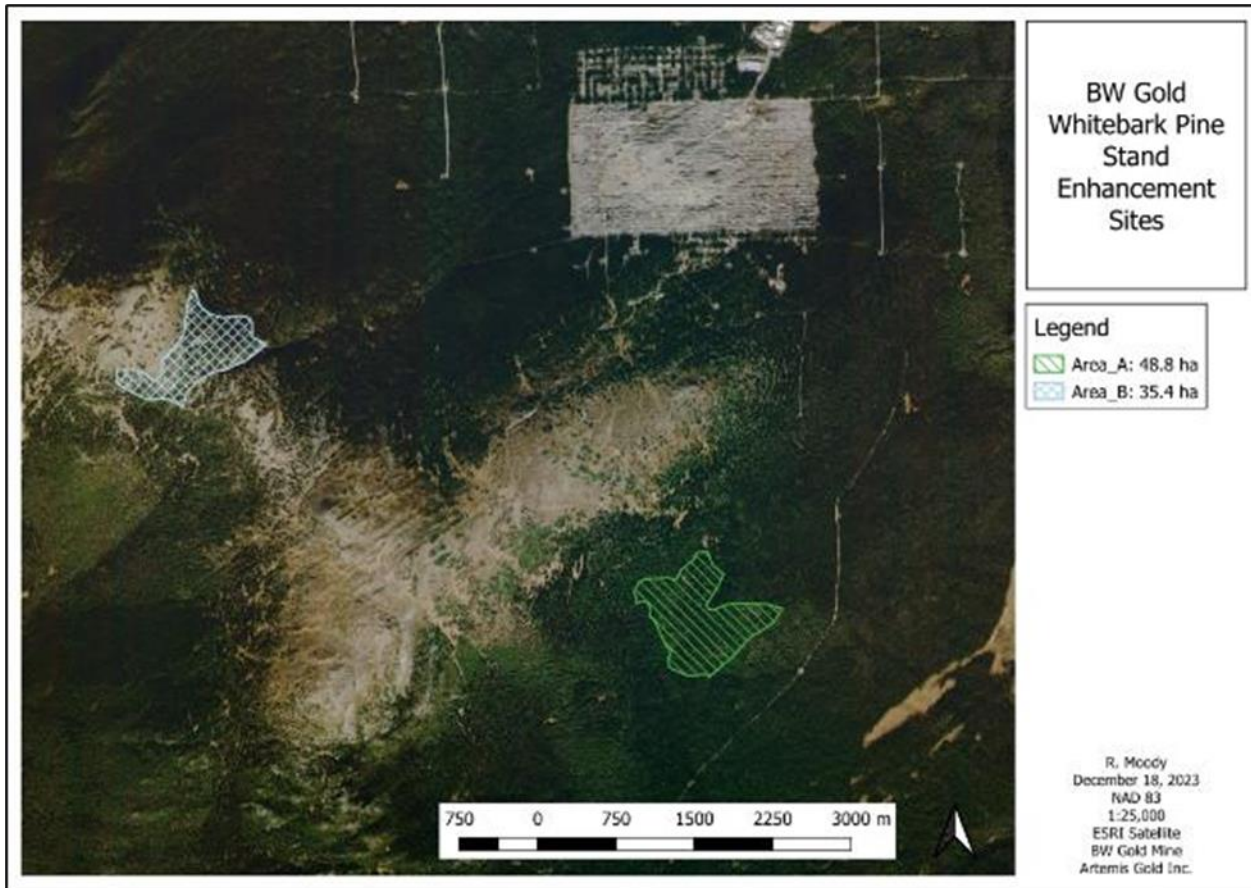 BW Gold
Whitebark Pine
Stand
Enhancement
Sites
Legend
Area_A: 48.8 ha
Area_B: 35.4 ha
750 0 750 1500 2250 3000 m
R. Moody
December 18, 2023
NAD 83
1:25,000
ESRI Satellite
BW Gold Mine
Artemis Gold Inc.